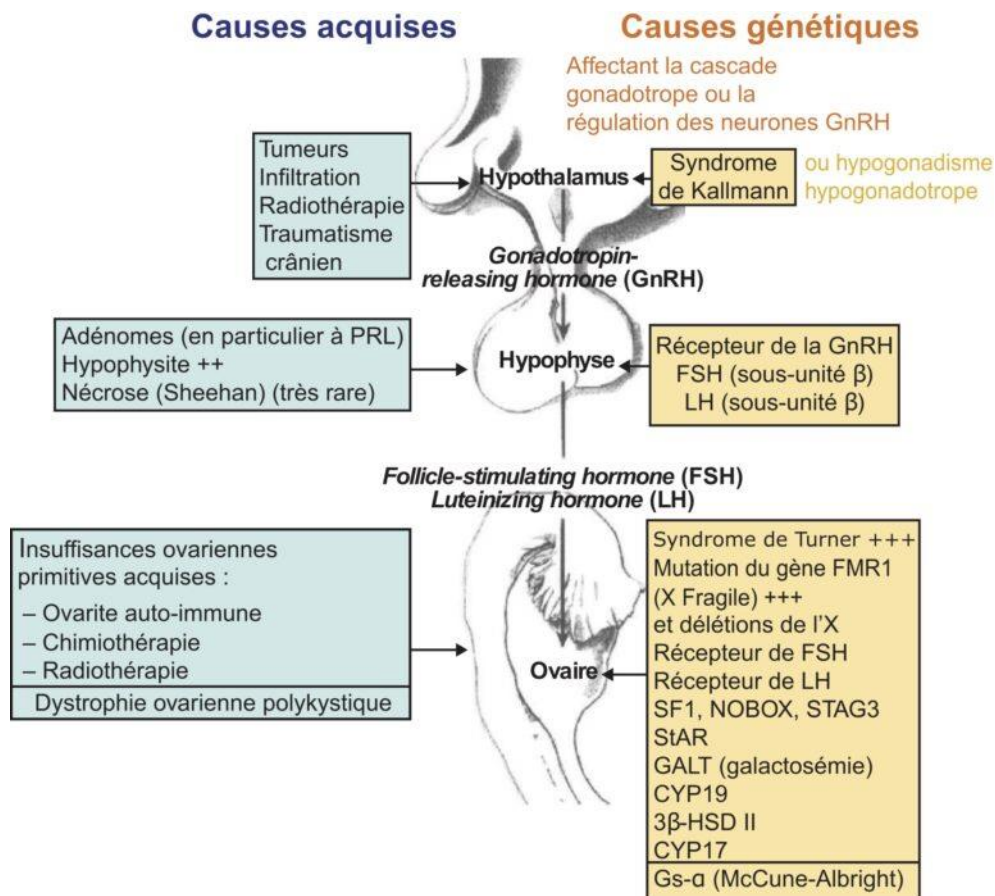 Causes acquises
Causes génétiques
Affectant la cascade
gonadotrope ou la
régulation des neurones GnRH
Tumeurs
Infiltration
Radiothérapie
Traumatisme
crânien
Hypothalamus
Syndrome
de Kallmann
ou hypogonadisme
hypogonadotrope
Gonadotropin-
releasing hormone (GnRH)
Adénomes (en particulier à PRL)
Hypophysite ++
Nécrose (Sheehan) (très rare)
Hypophyse
Récepteur de la GnRH
FSH (sous-unité β)
LH (sous-unité β)
Follicle-stimulating hormone (FSH)
Luteinizing hormone (LH)
Insuffisances ovariennes
primitives acquises :
– Ovarite auto-immune
– Chimiothérapie
– Radiothérapie
Dystrophie ovarienne polykystique
Ovaire
Syndrome de Turner +++
Mutation du gène FMR1
(X Fragile) +++
et délétions de l'X
Récepteur de FSH
Récepteur de LH
SF1, NOBOX, STAG3
StAR
GALT (galactosémie)
CYP19
3β-HSD II
CYP17
Gs-α (McCune-Albright)